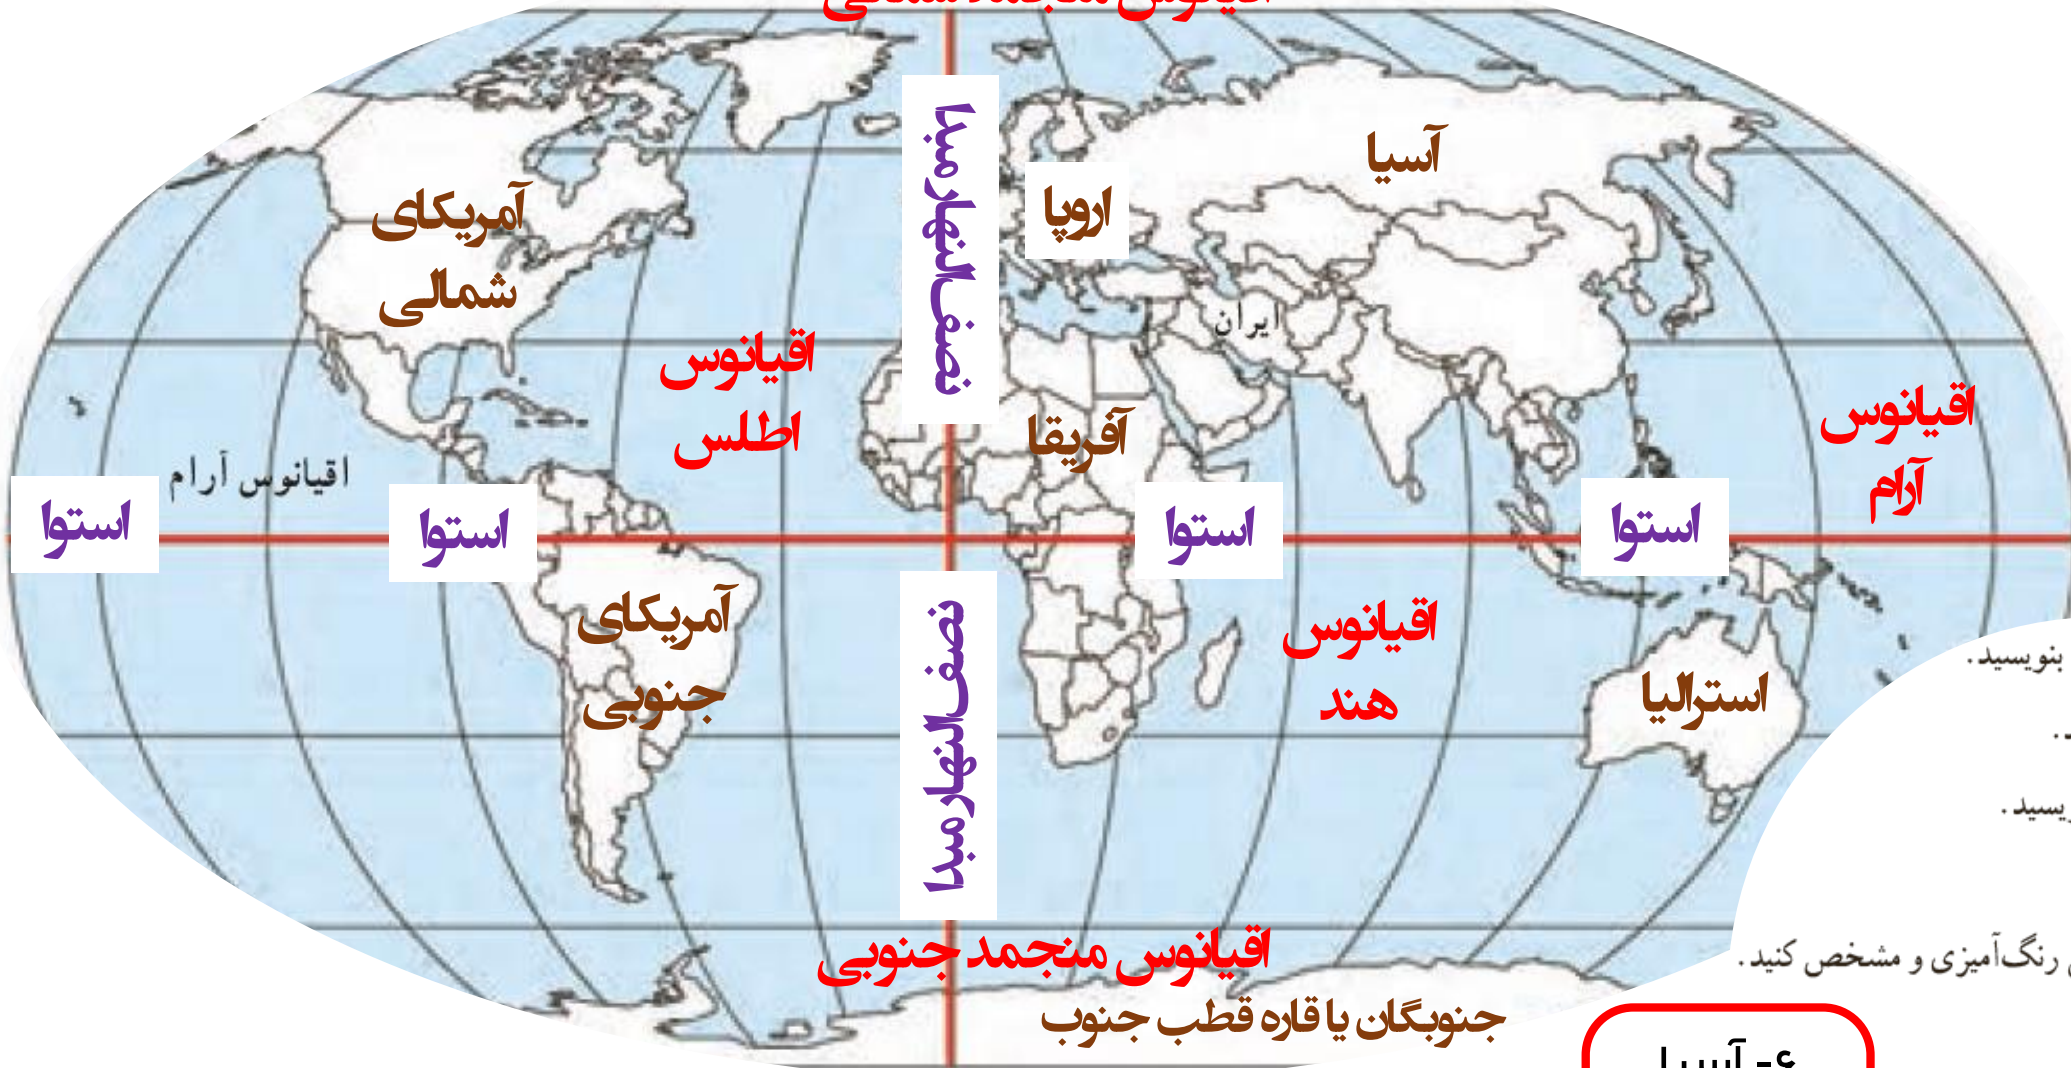 اقیانوس منجمد شمالی
نصف‌النهار مبدا
آسیا
اروپا
آمریکای
شمالی
ایران
اقیانوس
اطلس
آفریقا
اقیانوس
آرام
اقیانوس آرام
استوا
استوا
استوا
استوا
آمریکای
جنوبی
نصف‌النهار مبدا
اقیانوس
هند
استرالیا
بنویسید.
رنگ‌آمیزی و مشخص کنید.
اقیانوس منجمد جنوبی
جنوبگان یا قاره قطب جنوب
۶- آسیا